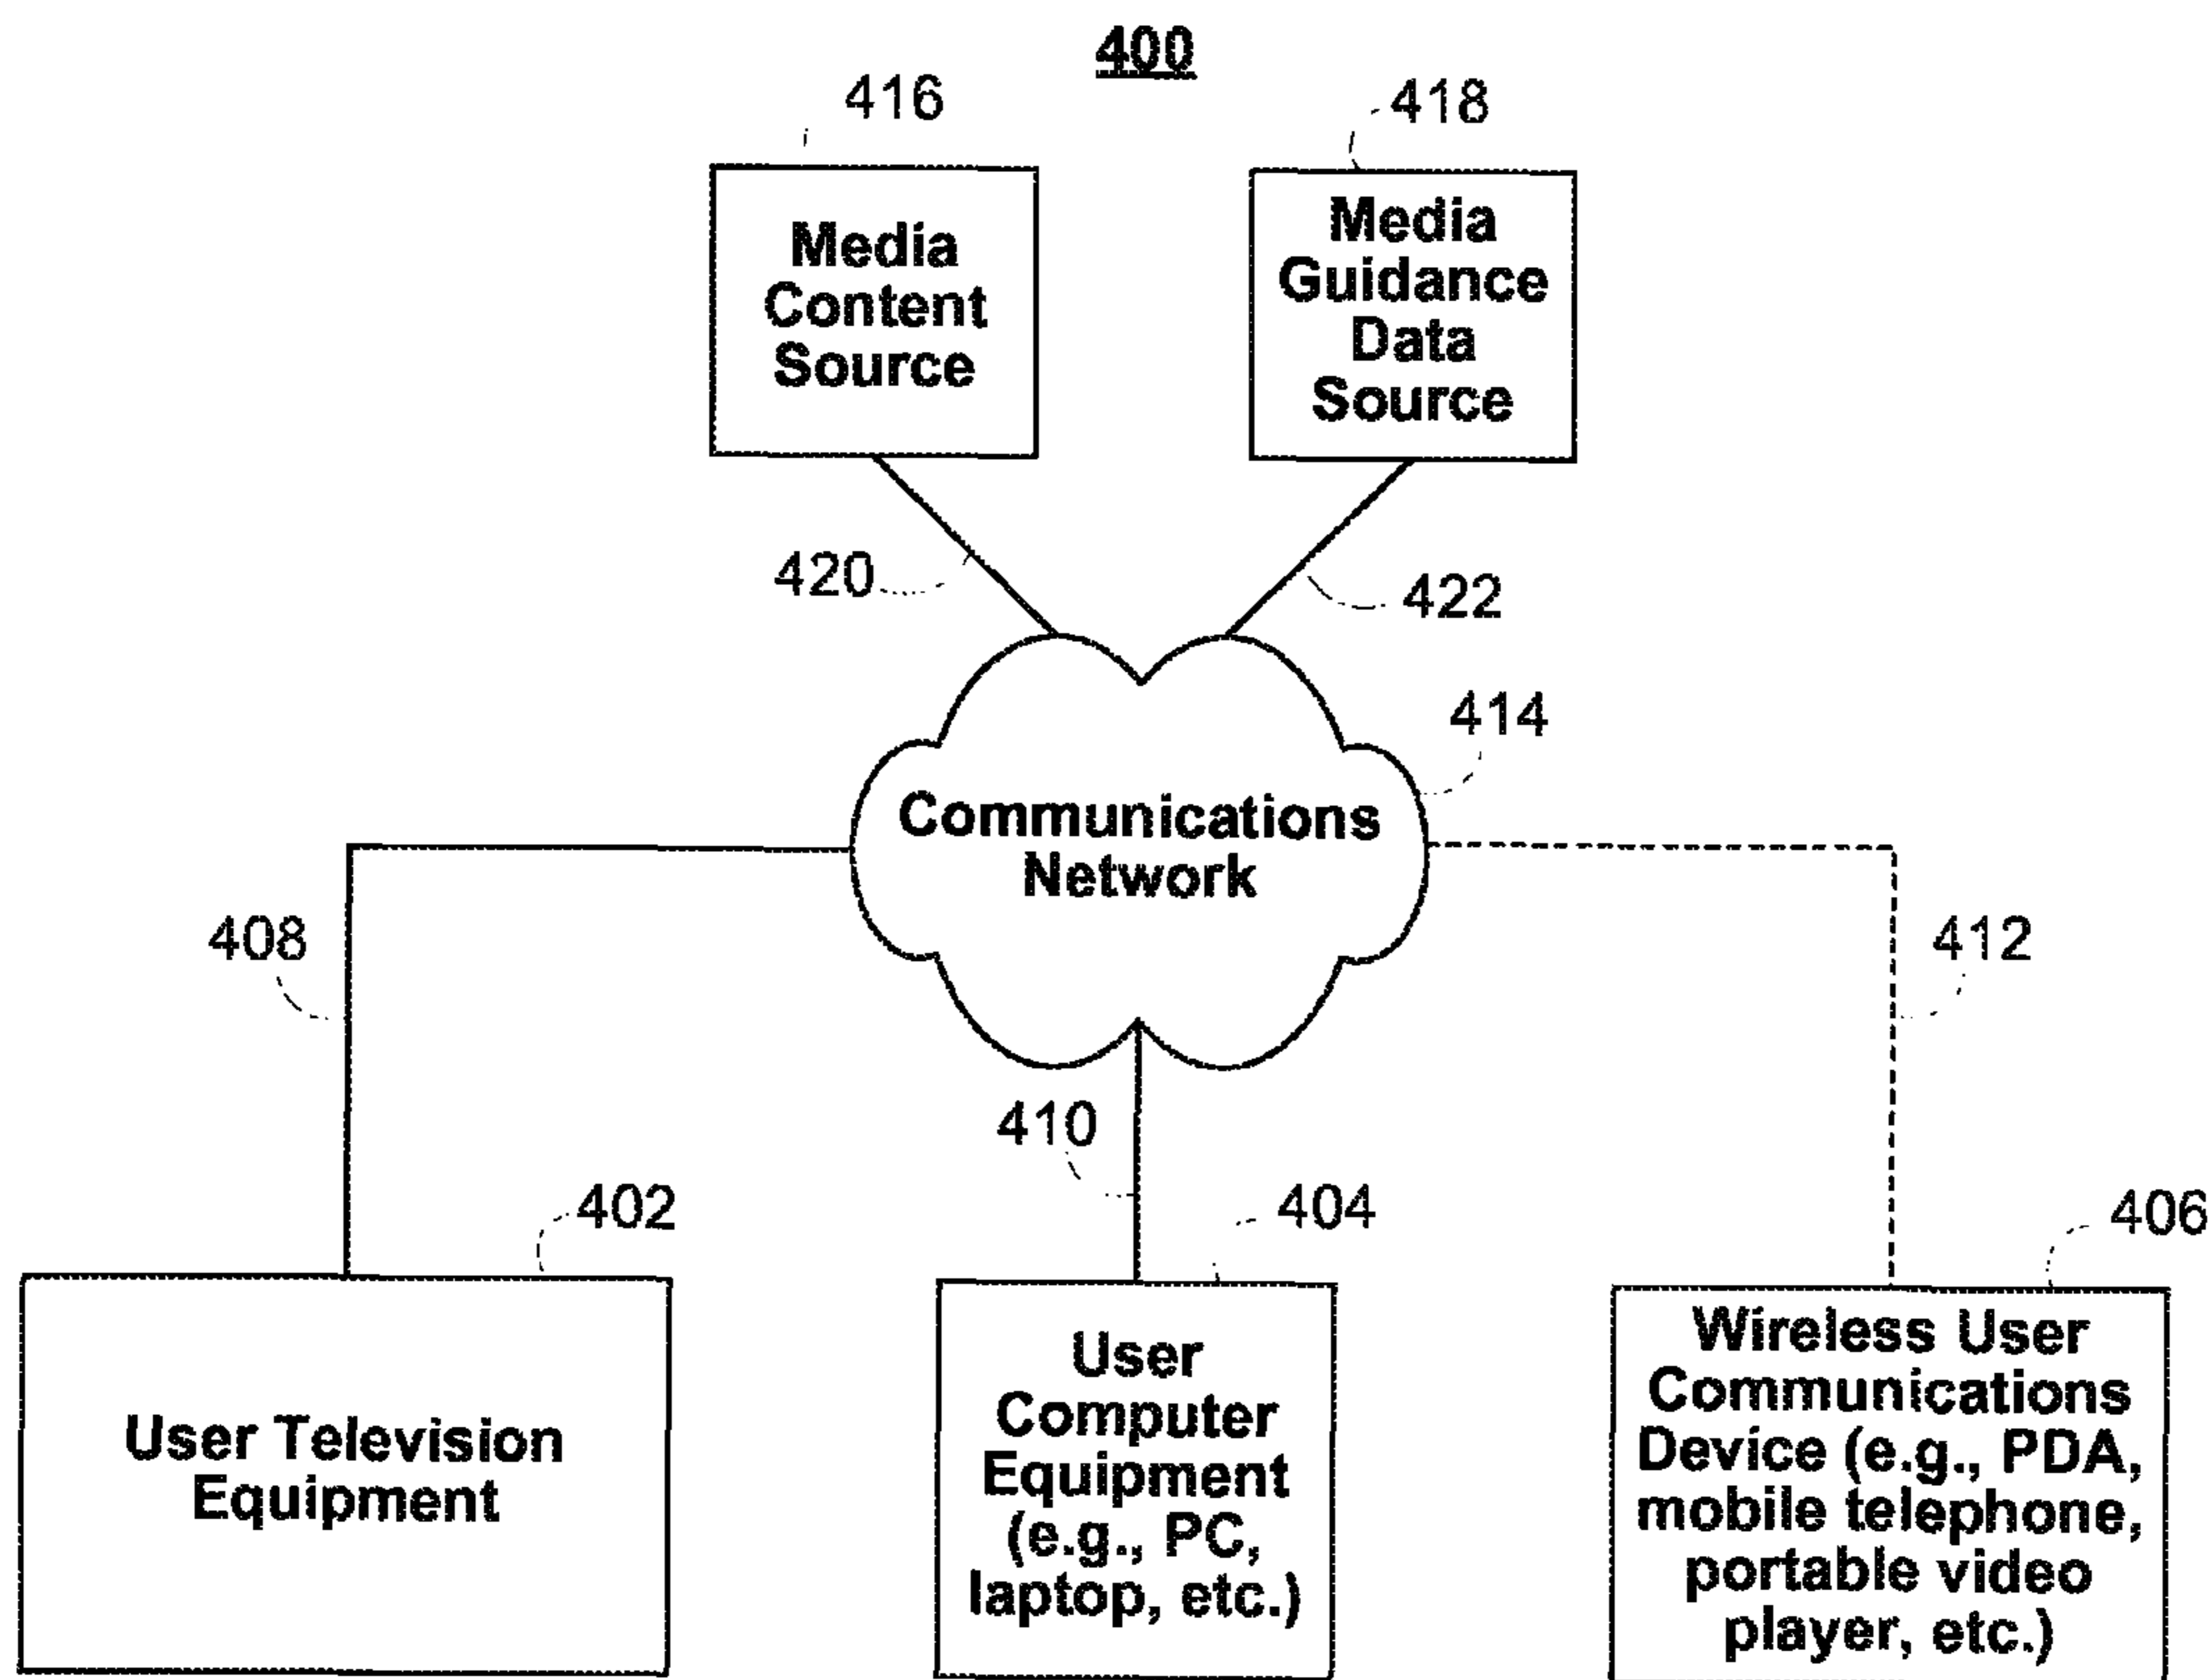 400
416
418
Media
Content
Source
Media
Guidance
Data
Source
420
422
414
Communications
Network
408
412
410
402
404
406
User Television
Equipment
User
Computer
Equipment
(e.g., PC,
laptop, etc.)
Wireless User
Communications
Device (e.g., PDA,
mobile telephone,
portable video
player, etc.)